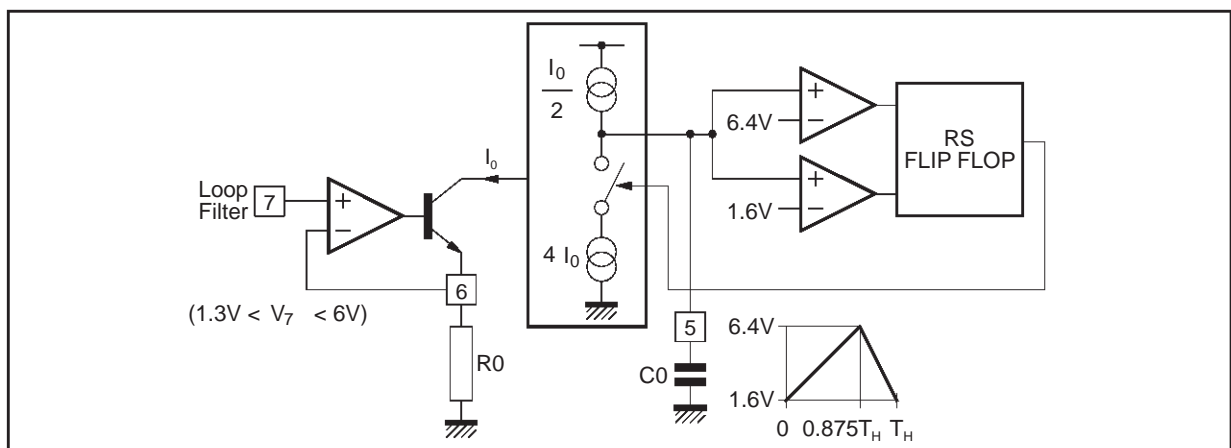 I0
2
I0
4 I0
Loop
Filter
7
+
−
6
(1.3V < V7 < 6V)
R0
5
C0
+
−
6.4V
+
−
1.6V
RS
FLIP FLOP
6.4V
1.6V
0 0.875TH TH